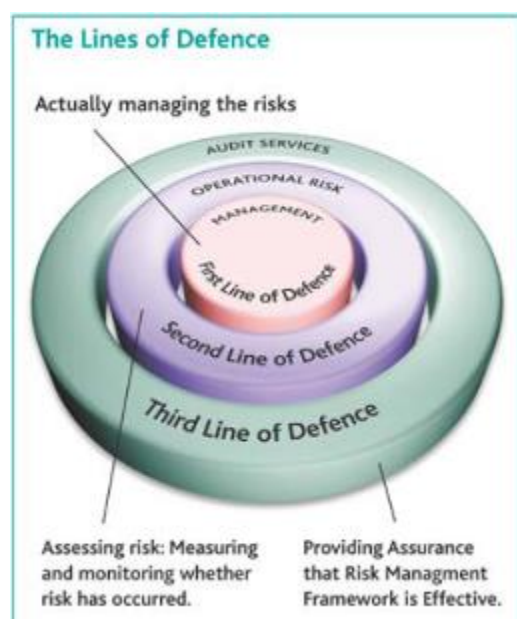 The Lines of Defence
Actually managing the risks
AUDIT SERVICES
OPERATIONAL RISK
MANAGEMENT
First Line of Defence
Second Line of Defence
Third Line of Defence
Assessing risk: Measuring
and monitoring whether
risk has occurred.
Providing Assurance
that Risk Managment
Framework is Effective.